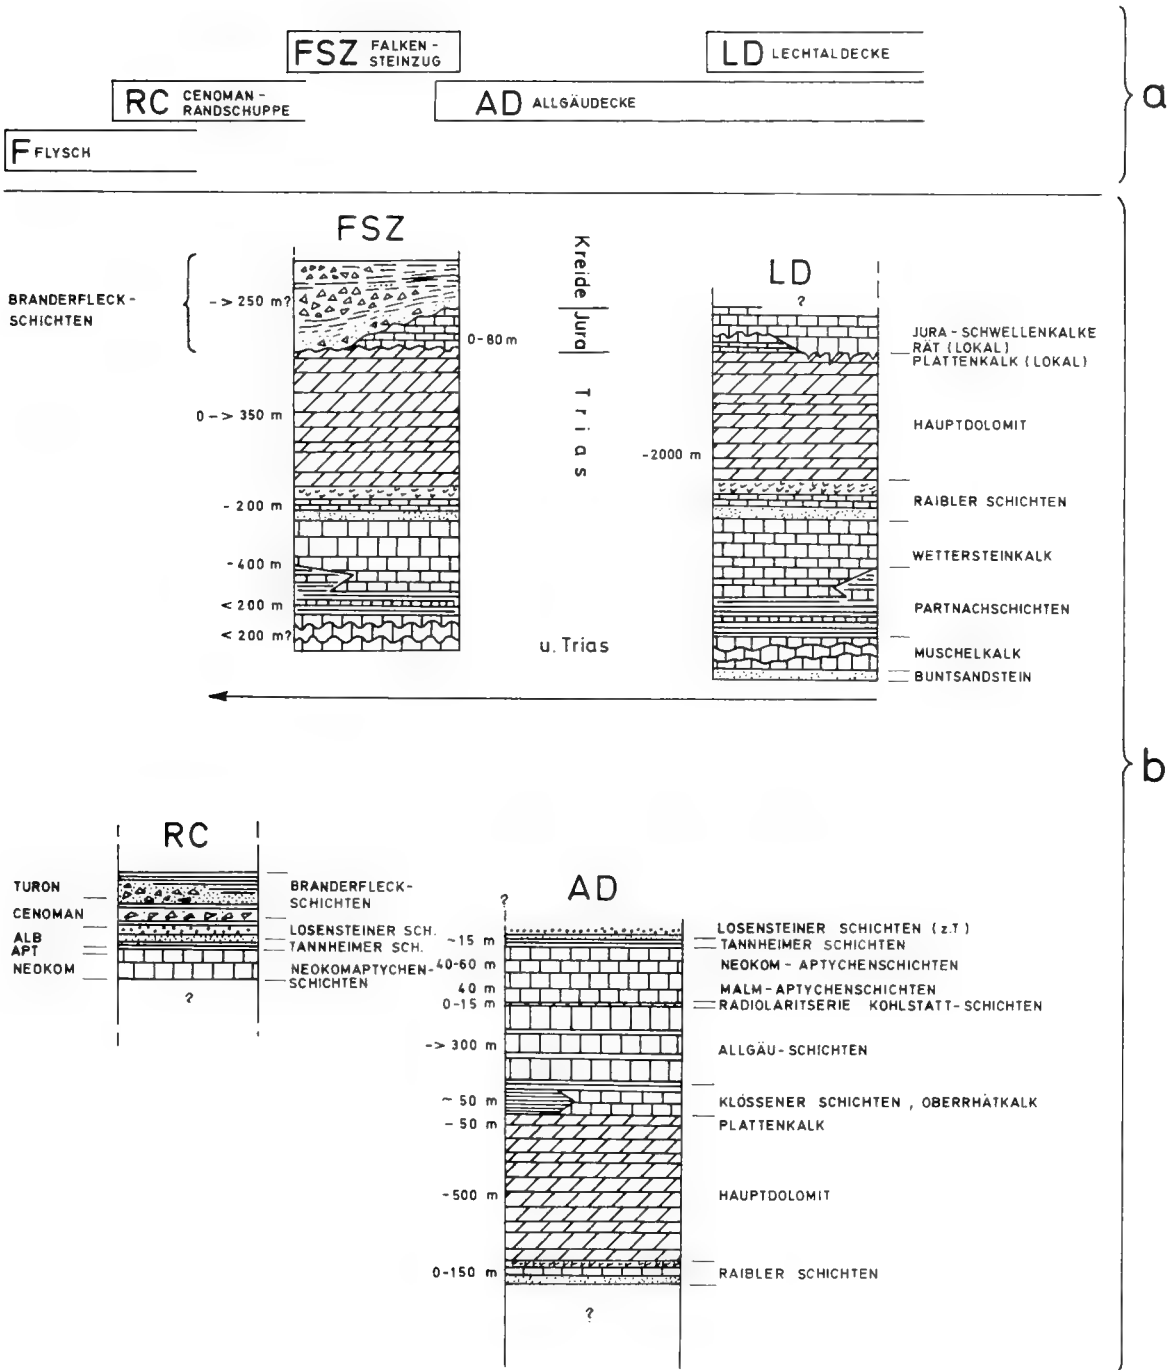 FSZ FALKEN-
STEINZUG
LD LECHTALDECKE
RC CENOMAN-
RANDSCHUPPE
AD ALLGÄUDECKE
F FLYSCH
a
FSZ
BRANDERFLECK-
SCHICHTEN
-> 250 m?
0-80 m
0 -> 350 m
- 200 m
-400 m
< 200 m
< 200 m?
Kreide
Jura
Trias
u. Trias
LD
?
-2000 m
JURA-SCHWELLENKALKE
RÄT (LOKAL)
PLATTENKALK (LOKAL)
HAUPTDOLOMIT
RAIBLER SCHICHTEN
WETTERSTEINKALK
PARTNACHSCHICHTEN
MUSCHELKALK
BUNTSANDSTEIN
b
RC
TURON
CENOMAN
ALB
APT
NEOKOM
BRANDERFLECK-
SCHICHTEN
LOSENSTEINER SCH.
TANNHEIMER SCH.
NEOKOMAPTYCHEN-
SCHICHTEN
?
AD
?
~15 m
40-60 m
40 m
0-15 m
-> 300 m
~ 50 m
- 50 m
-500 m
0-150 m
LOSENSTEINER SCHICHTEN (z.T)
TANNHEIMER SCHICHTEN
NEOKOM-APTYCHENSCHICHTEN
MALM-APTYCHENSCHICHTEN
RADIOLARITSERIE KOHLSTATT-SCHICHTEN
ALLGÄU-SCHICHTEN
KLÖSSENER SCHICHTEN, OBERRHÄTKALK
PLATTENKALK
HAUPTDOLOMIT
RAIBLER SCHICHTEN
?